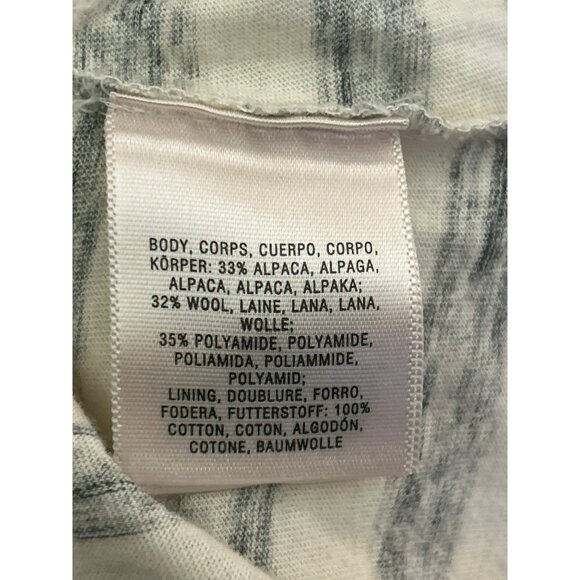 BODY, CORPS, CUERPO, CORPO,
KÖRPER: 33% ALPACA, ALPAGA,
ALPACA, ALPACA, ALPAKA;
32% WOOL, LAINE, LANA, LANA,
WOLLE;
35% POLYAMIDE, POLYAMIDE,
POLIAMIDA, POLIAMMIDE,
POLYAMID;
LINING, DOUBLURE, FORRO,
FODERA, FUTTERSTOFF: 100%
COTTON, COTON, ALGODÓN,
COTONE, BAUMWOLLE